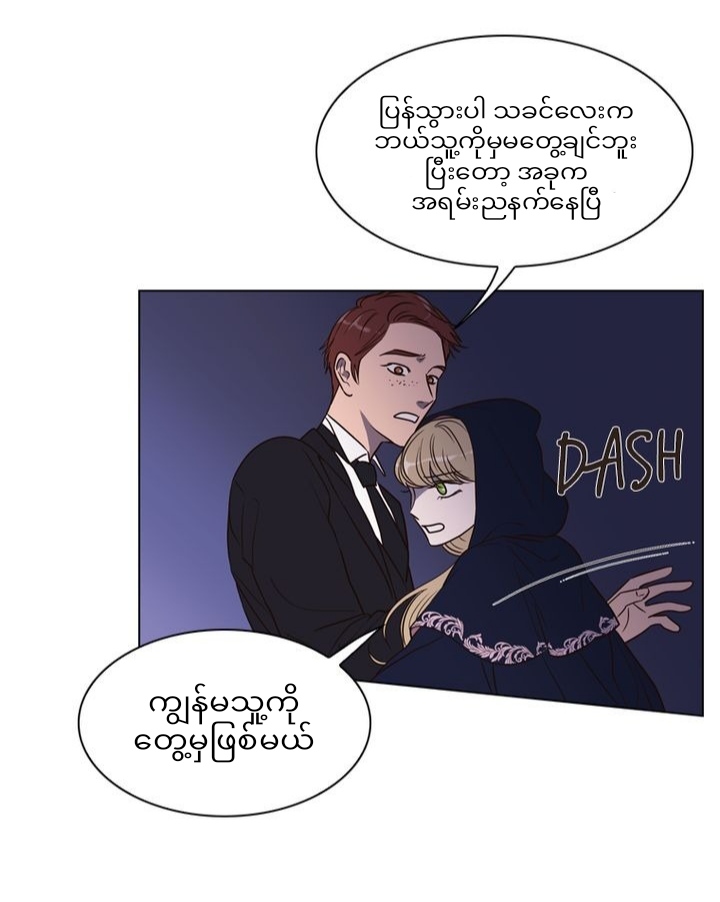 ပြန်သွားပါ သခင်လေးက
ဘယ်သူ့ကိုမှမတွေ့ချင်ဘူး
ပြီးတော့ အခုက
အရမ်းညနက်နေပြီ
DASH
ကျွန်မသူ့ကို
တွေ့မှဖြစ်မယ်